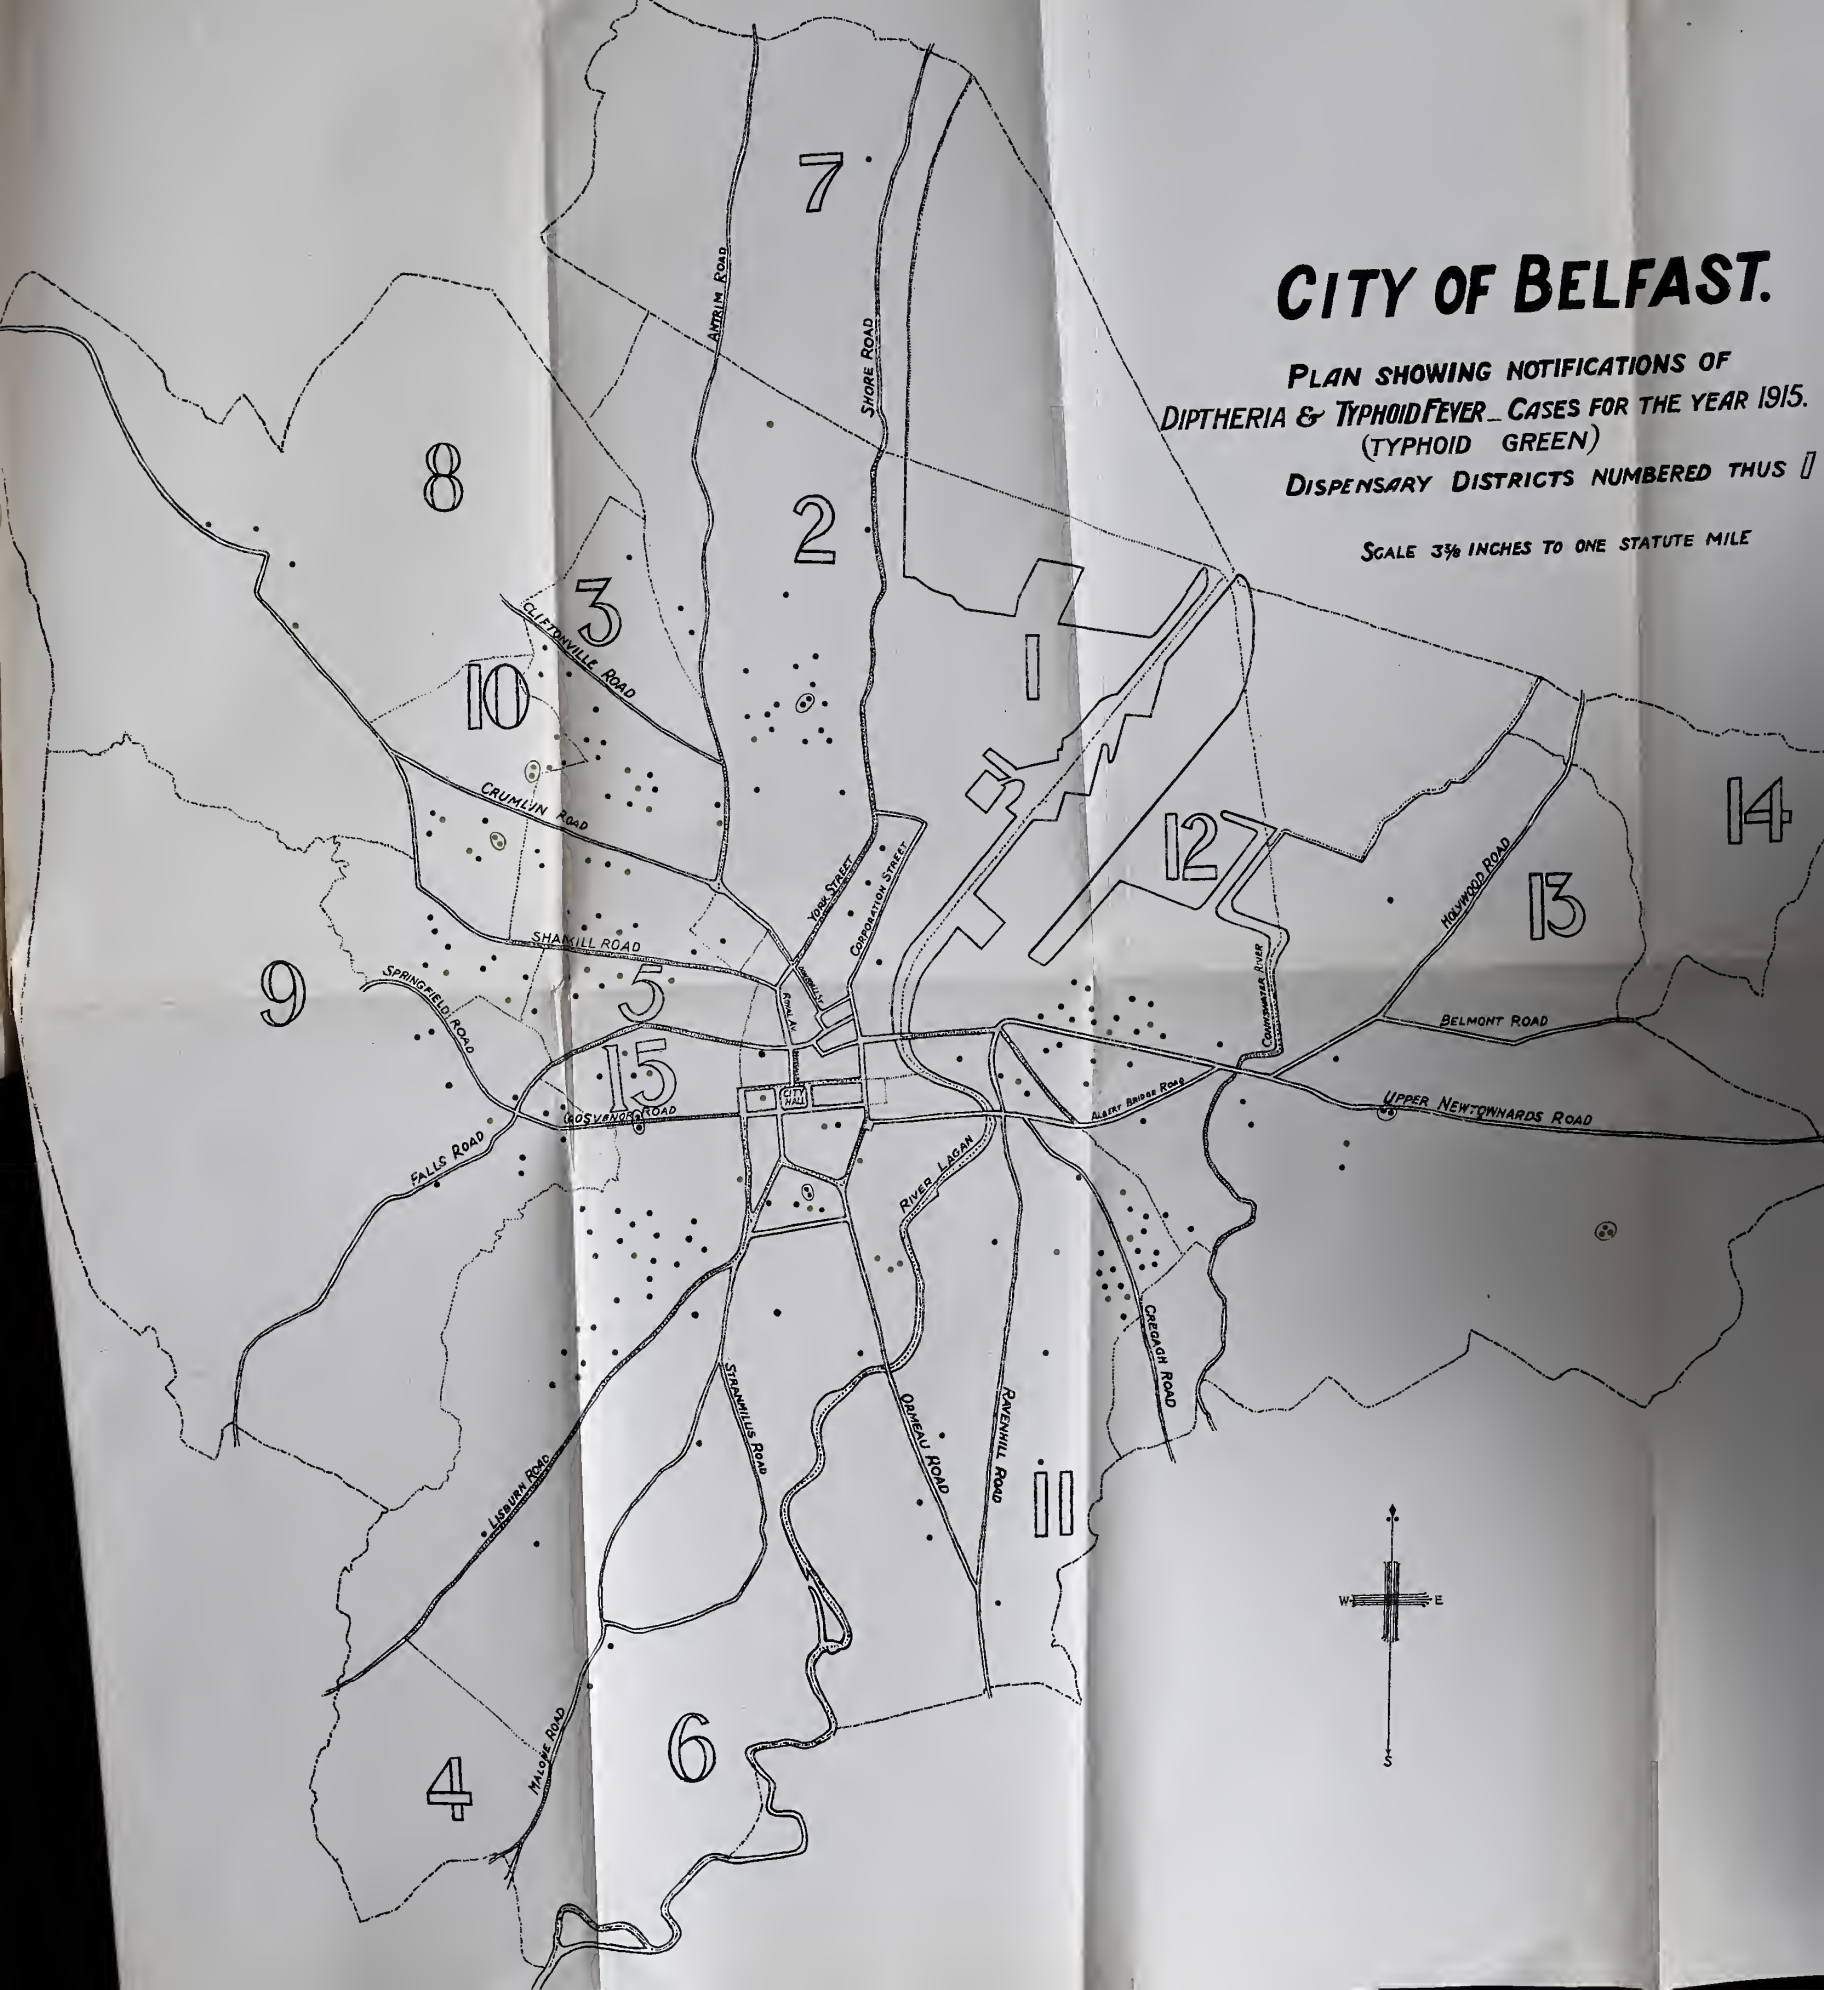 CITY OF BELFAST.
PLAN SHOWING NOTIFICATIONS OF
DIPTHERIA & TYPHOID FEVER_ CASES FOR THE YEAR 1915.
(TYPHOID GREEN)
DISPENSARY DISTRICTS NUMBERED THUS 1
SCALE 3⅜ INCHES TO ONE STATUTE MILE
7
ANTRIM ROAD
SHORE ROAD
8
2
3
CLIFTONVILLE ROAD
1
10
CRUMLIN ROAD
12
14
HOLYWOOD ROAD
13
YORK STREET
CORPORATION STREET
SHANKILL ROAD
5
9
SPRINGFIELD ROAD
ROYAL AV.
CONNSWATER RIVER
BELMONT ROAD
15
CITY
HALL
GROSVENOR ROAD
ALBERT BRIDGE ROAD
UPPER NEWTOWNARDS ROAD
FALLS ROAD
RIVER LAGAN
CREGAGH ROAD
STRANMILLIS ROAD
ORMEAU ROAD
RAVENHILL ROAD
LISBURN ROAD
11
W E
S
MALONE ROAD
6
4